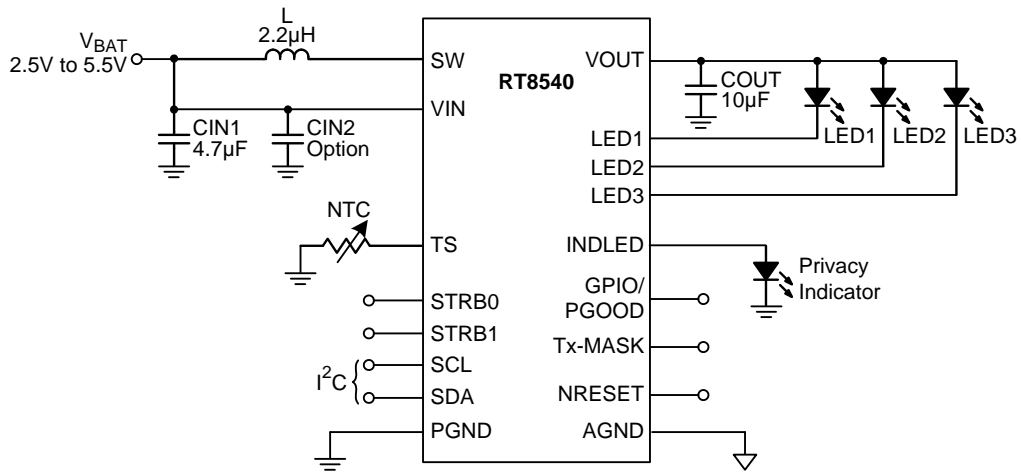 L
2.2µH
VBAT
2.5V to 5.5V
SW
VOUT
RT8540
COUT
10µF
VIN
CIN1
4.7µF
CIN2
Option
LED1
LED2
LED3
LED1
LED2
LED3
NTC
TS
INDLED
Privacy
Indicator
GPIO/
PGOOD
STRB0
STRB1
Tx-MASK
SCL
I²C
SDA
NRESET
PGND
AGND